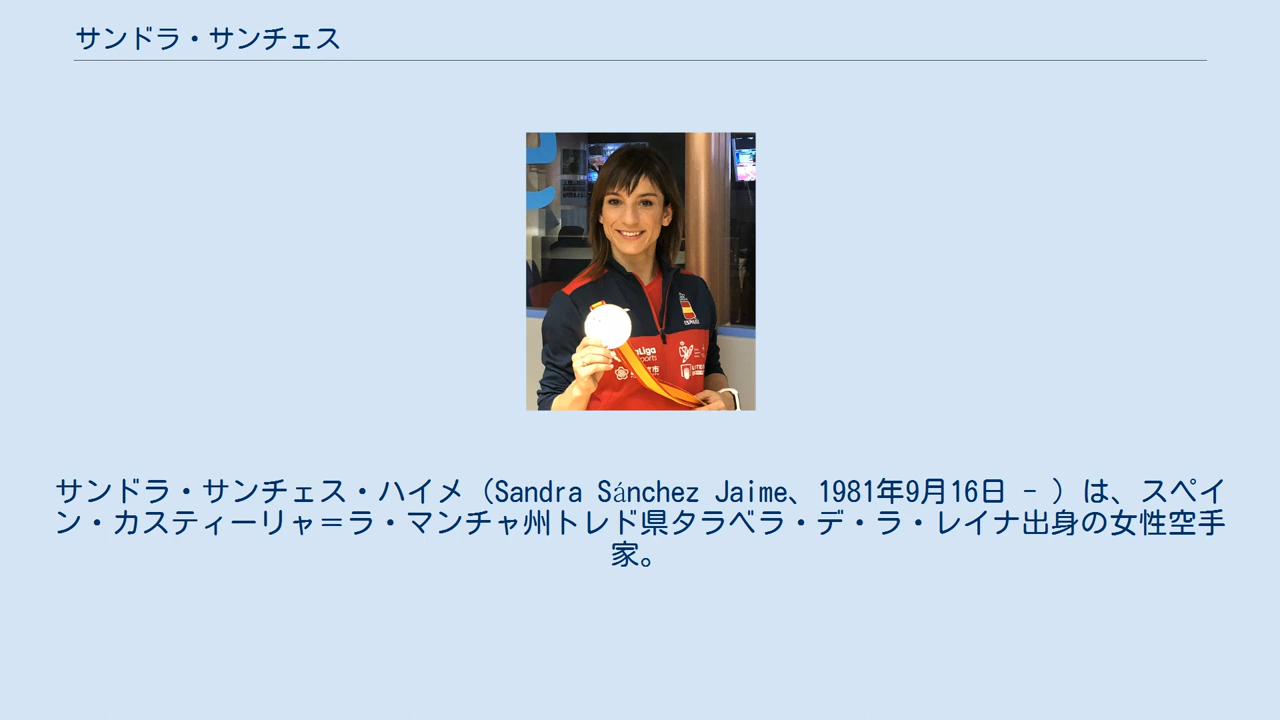 サンドラ・サンチェス
ESPAÑA
サンドラ・サンチェス・ハイメ（Sandra Sánchez Jaime、1981年9月16日 - ）は、スペイ
ン・カスティーリャ＝ラ・マンチャ州トレド県タラベラ・デ・ラ・レイナ出身の女性空手
家。